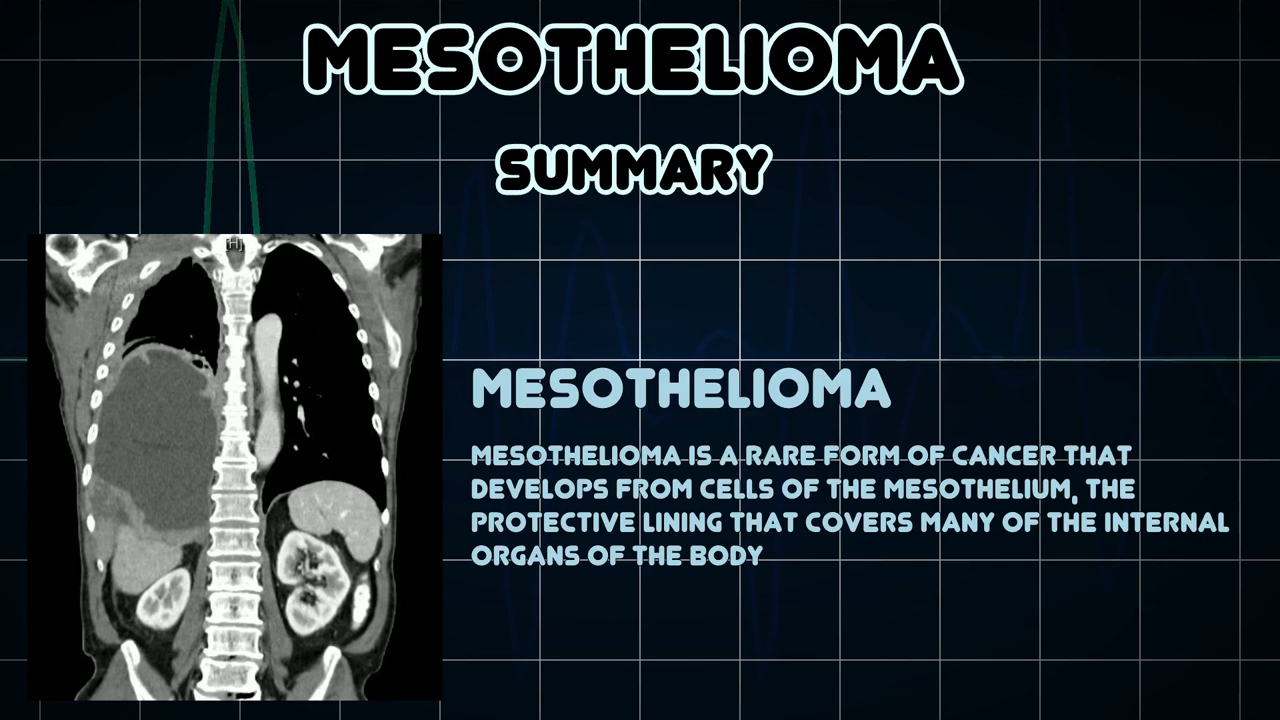 MESOTHELIOMA
SUMMARY
[H]
MESOTHELIOMA
MESOTHELIOMA IS A RARE FORM OF CANCER THAT
DEVELOPS FROM CELLS OF THE MESOTHELIUM, THE
PROTECTIVE LINING THAT COVERS MANY OF THE INTERNAL
ORGANS OF THE BODY